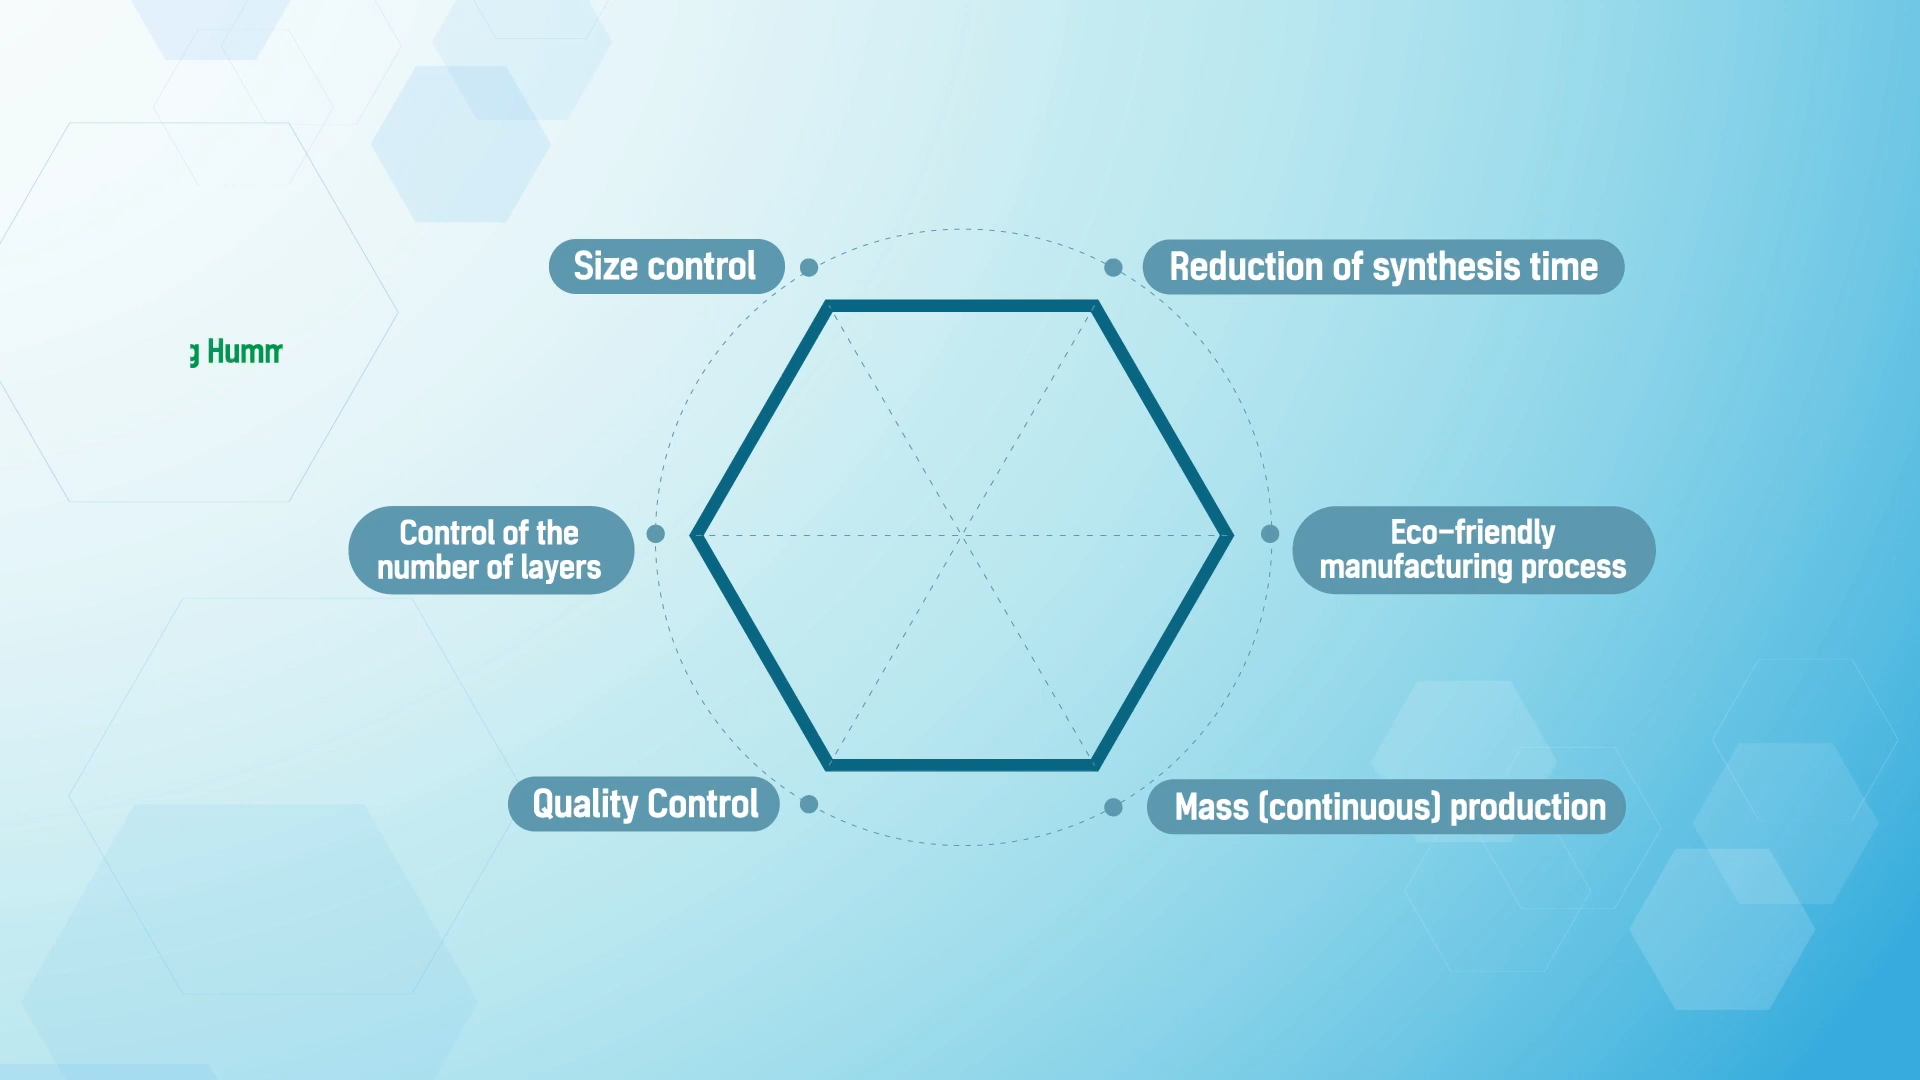 Size control
Reduction of synthesis time
g Humm
Control of the
number of layers
Eco-friendly
manufacturing process
Quality Control
Mass (continuous) production